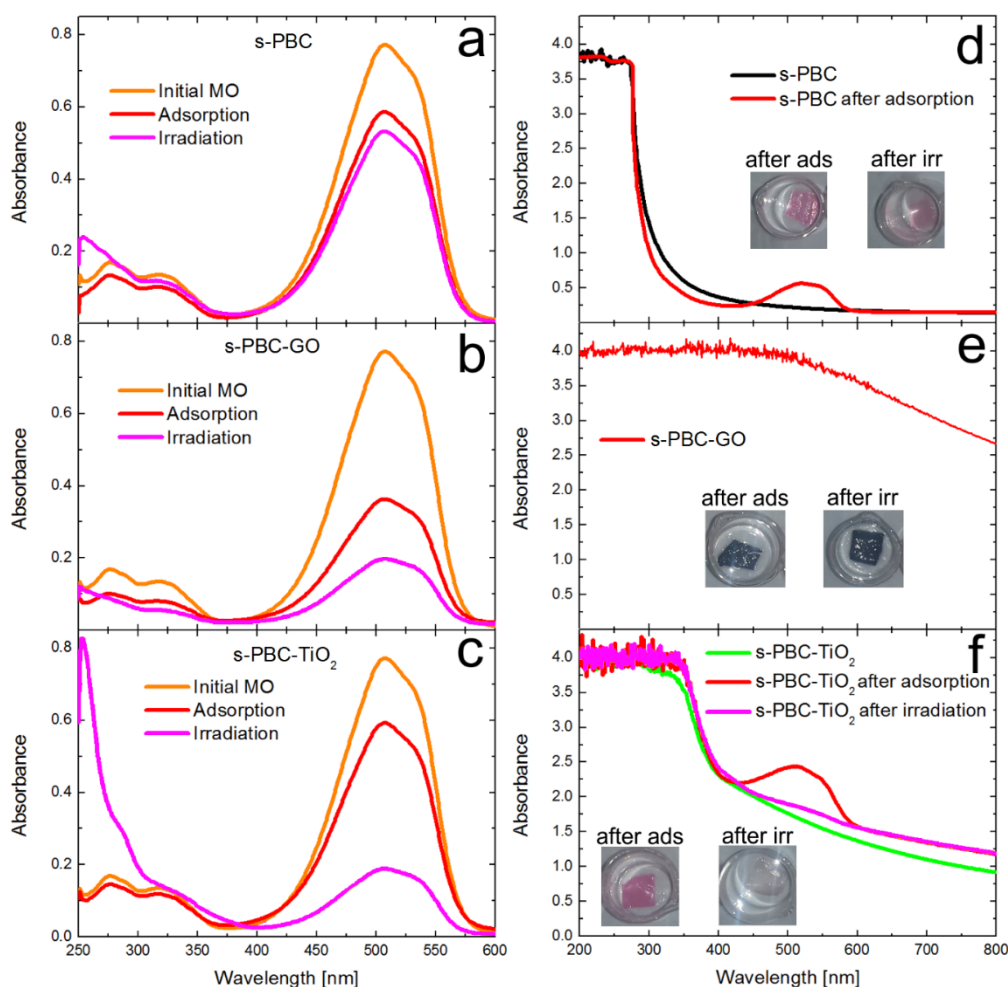 a
s-PBC
Initial MO
Adsorption
Irradiation
Absorbance
0.8
0.6
0.4
0.2
b
s-PBC-GO
Initial MO
Adsorption
Irradiation
Absorbance
0.8
0.6
0.4
0.2
c
s-PBC-TiO₂
Initial MO
Adsorption
Irradiation
Absorbance
0.8
0.6
0.4
0.2
0.0
250 300 350 400 450 500 550 600
Wavelength [nm]
d
s-PBC
s-PBC after adsorption
after ads
after irr
Absorbance
4.0
3.5
3.0
2.5
2.0
1.5
1.0
0.5
e
s-PBC-GO
after ads
after irr
Absorbance
4.0
3.5
3.0
2.5
2.0
1.5
1.0
0.5
f
s-PBC-TiO₂
s-PBC-TiO₂ after adsorption
s-PBC-TiO₂ after irradiation
after ads
after irr
Absorbance
4.0
3.5
3.0
2.5
2.0
1.5
1.0
0.5
0.0
200 300 400 500 600 700 800
Wavelength [nm]